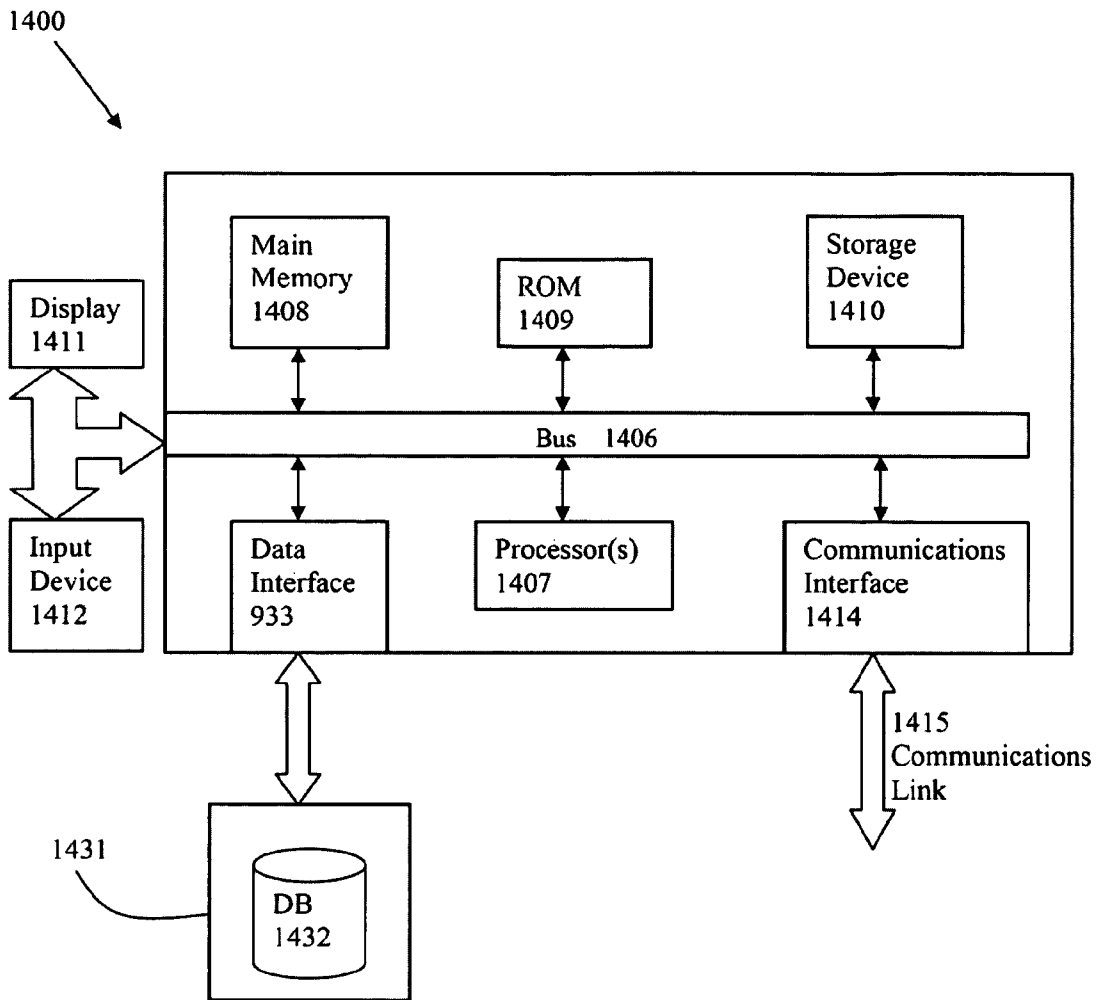 1400
Main
Memory
1408
ROM
1409
Storage
Device
1410
Display
1411
Bus 1406
Input
Device
1412
Data
Interface
933
Processor(s)
1407
Communications
Interface
1414
1415
Communications
Link
1431
DB
1432